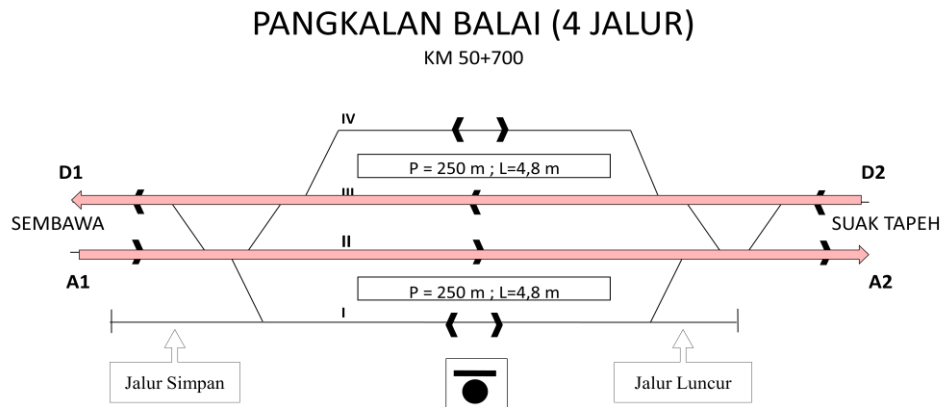 PANGKALAN BALAI (4 JALUR)
KM 50+700
IV
P = 250 m ; L=4,8 m
D1
III
D2
SEMBAWA
SUAK TAPEH
II
A1
A2
P = 250 m ; L=4,8 m
I
Jalur Simpan
Jalur Luncur